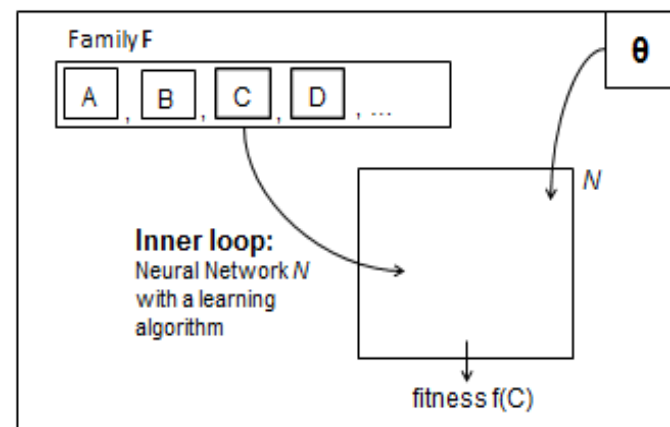 Family F
θ
A , B , C , D , ...
N
Inner loop:
Neural Network N
with a learning
algorithm
fitness f(C)